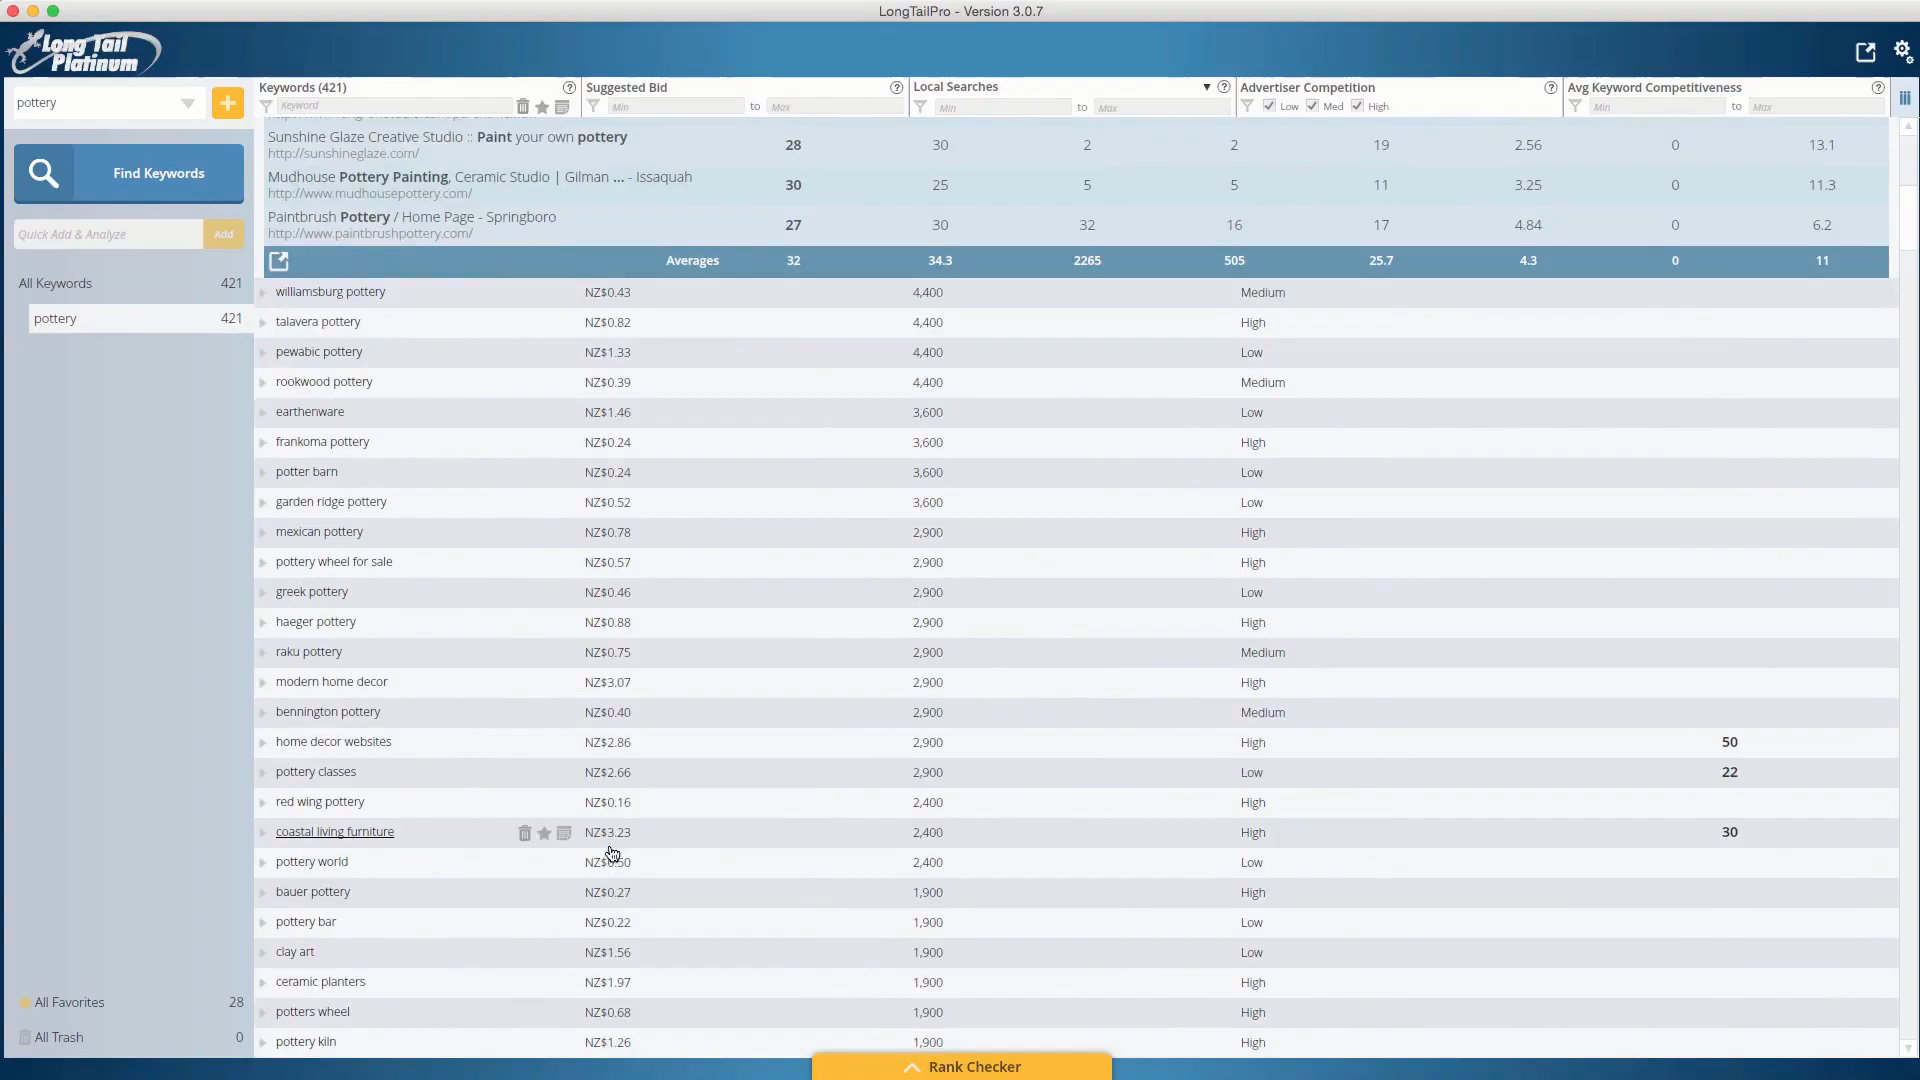 LongTailPro - Version 3.0.7
Long Tail
Platinum
pottery
+
Find Keywords
Quick Add & Analyze Add
All Keywords 421
pottery 421
All Favorites 28
All Trash 0
Keywords (421) ? Suggested Bid ? Local Searches ▼ ? Advertiser Competition ? Avg Keyword Competitiveness ?
Keyword Min to Max Min to Max Low Med High Min to Max
Sunshine Glaze Creative Studio :: Paint your own pottery 28 30 2 2 19 2.56 0 13.1
http://sunshineglaze.com/
Mudhouse Pottery Painting, Ceramic Studio | Gilman ... - Issaquah 30 25 5 5 11 3.25 0 11.3
http://www.mudhousepottery.com/
Paintbrush Pottery / Home Page - Springboro 27 30 32 16 17 4.84 0 6.2
http://www.paintbrushpottery.com/
Averages 32 34.3 2265 505 25.7 4.3 0 11
williamsburg pottery NZ$0.43 4,400 Medium
talavera pottery NZ$0.82 4,400 High
pewabic pottery NZ$1.33 4,400 Low
rookwood pottery NZ$0.39 4,400 Medium
earthenware NZ$1.46 3,600 Low
frankoma pottery NZ$0.24 3,600 High
potter barn NZ$0.24 3,600 Low
garden ridge pottery NZ$0.52 3,600 Low
mexican pottery NZ$0.78 2,900 High
pottery wheel for sale NZ$0.57 2,900 High
greek pottery NZ$0.46 2,900 Low
haeger pottery NZ$0.88 2,900 High
raku pottery NZ$0.75 2,900 Medium
modern home decor NZ$3.07 2,900 High
bennington pottery NZ$0.40 2,900 Medium
home decor websites NZ$2.86 2,900 High 50
pottery classes NZ$2.66 2,900 Low 22
red wing pottery NZ$0.16 2,400 High
coastal living furniture NZ$3.23 2,400 High 30
pottery world 2,400 Low
bauer pottery NZ$0.27 1,900 High
pottery bar NZ$0.22 1,900 Low
clay art NZ$1.56 1,900 Low
ceramic planters NZ$1.97 1,900 High
potters wheel NZ$0.68 1,900 High
pottery kiln NZ$1.26 1,900 High
Rank Checker